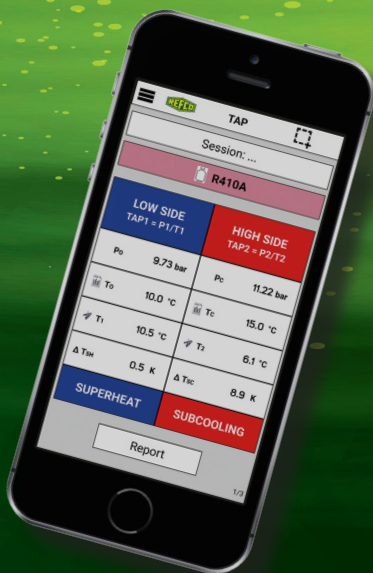 REFCO
TAP
Session: ...
R410A
LOW SIDE
TAP1 = P1/T1
HIGH SIDE
TAP2 = P2/T2
Po 9.73 bar
Pc 11.22 bar
To 10.0 °C
Tc 15.0 °C
T1 10.5 °C
T2 6.1 °C
Δ TSH 0.5 K
Δ TSC 8.9 K
SUPERHEAT
SUBCOOLING
Report
1/3